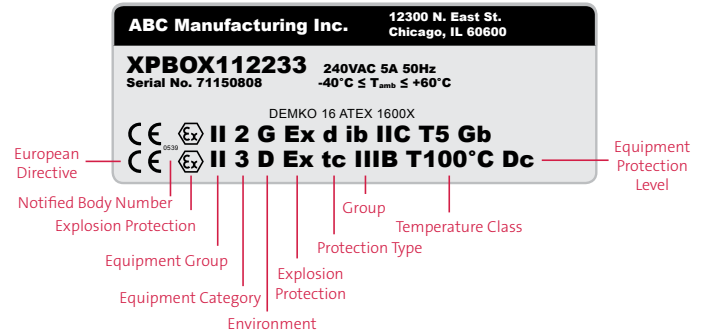 ABC Manufacturing Inc.
12300 N. East St.
Chicago, IL 60600
XPBOX112233
240VAC 5A 50Hz
Serial No. 71150808
-40°C ≤ Tamb ≤ +60°C
DEMKO 16 ATEX 1600X
CE Ex II 2 G Ex d ib IIC T5 Gb
0539
CE Ex II 3 D Ex tc IIIB T100°C Dc
European
Directive
Equipment
Protection
Level
Notified Body Number
Explosion Protection
Group
Temperature Class
Protection Type
Equipment Group
Explosion
Protection
Equipment Category
Environment